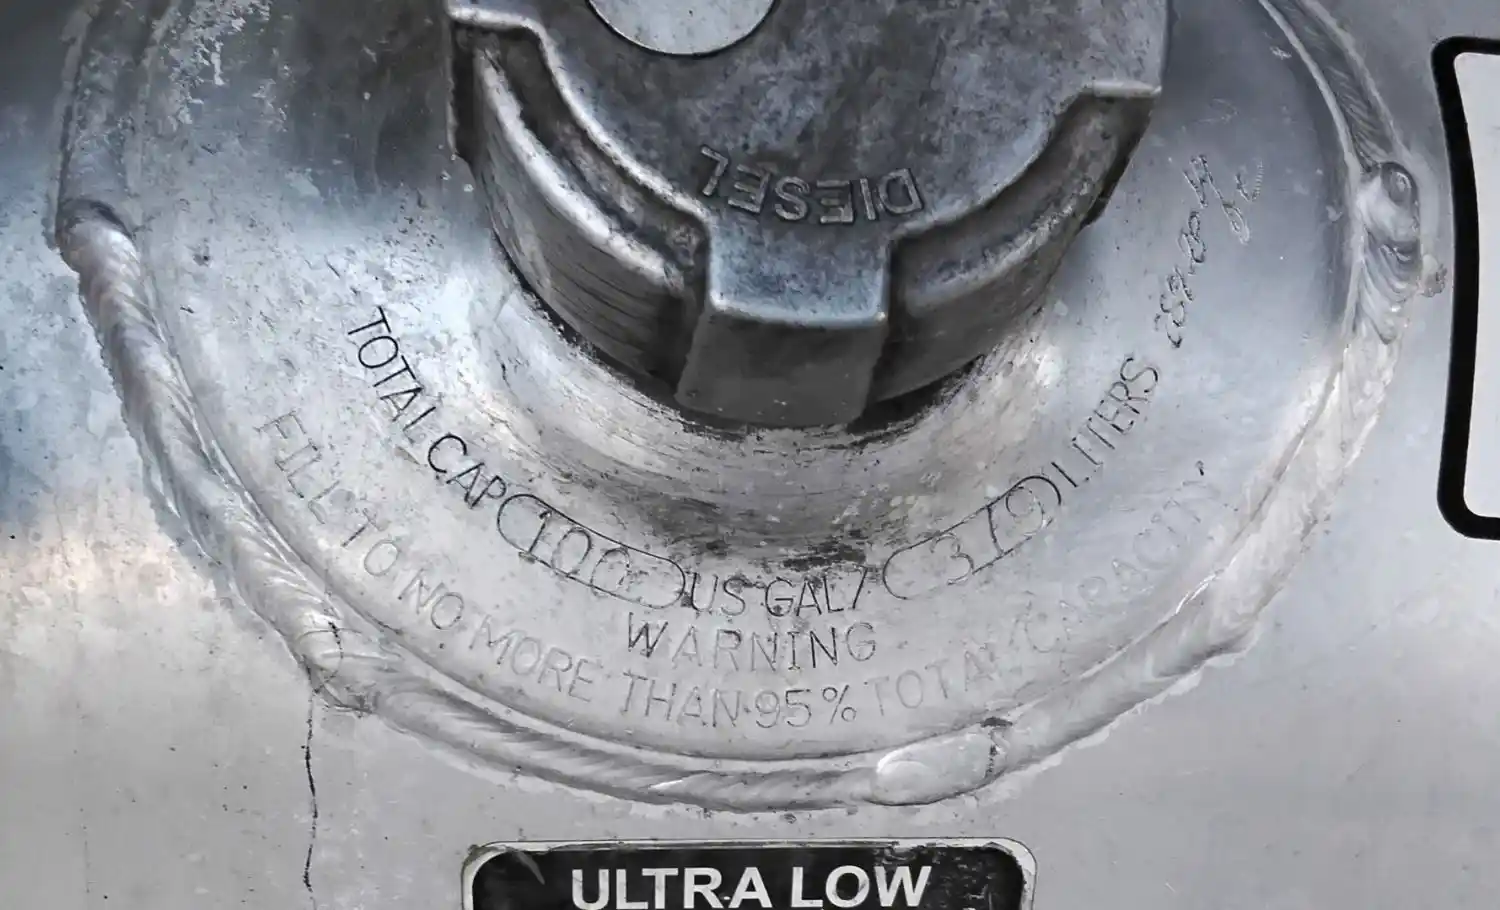 DIESEL
TOTAL CAP 100 US GAL/ 379 LITERS
WARNING
FILL TO NO MORE THAN 95% TOTAL CAPACITY
ULTRA LOW